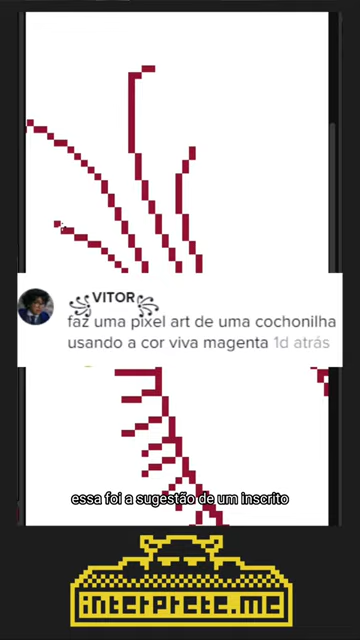 VITOR
faz uma pixel art de uma cochonilha
usando a cor viva magenta 1d atrás
essa foi a sugestão de um inscrito
interprete.me